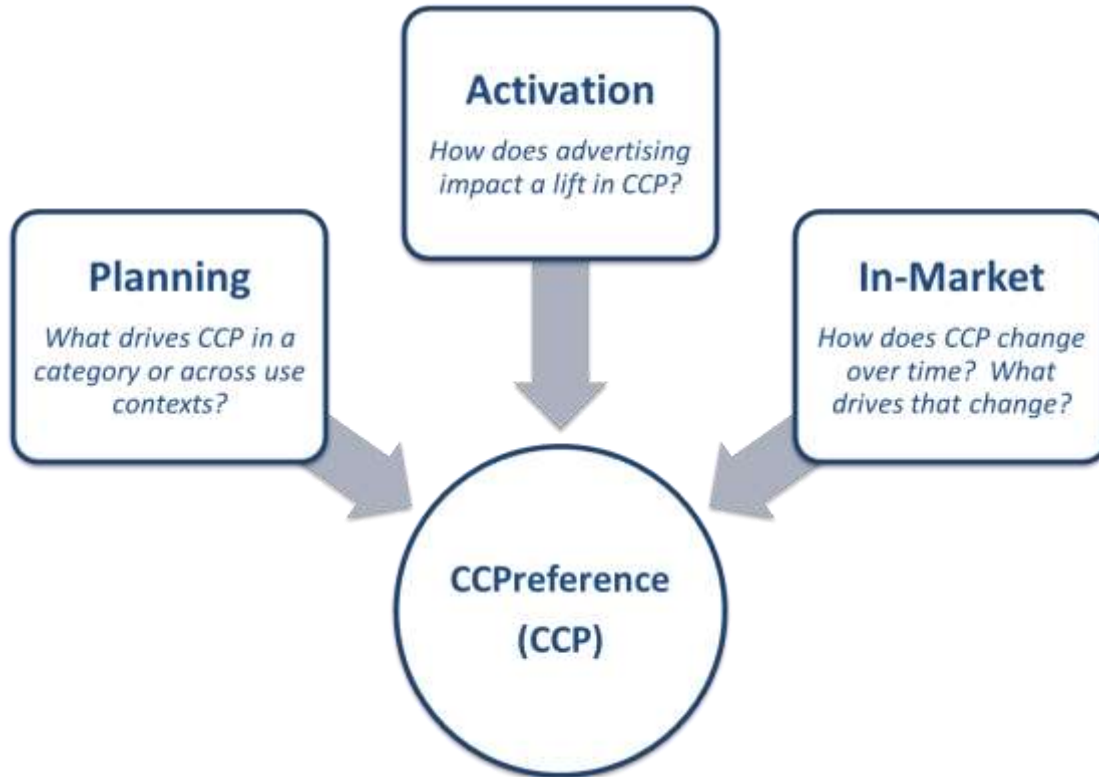 Activation
How does advertising
impact a lift in CCP?
Planning
What drives CCP in a
category or across use
contexts?
In-Market
How does CCP change
over time?  What
drives that change?
CCPreference
(CCP)